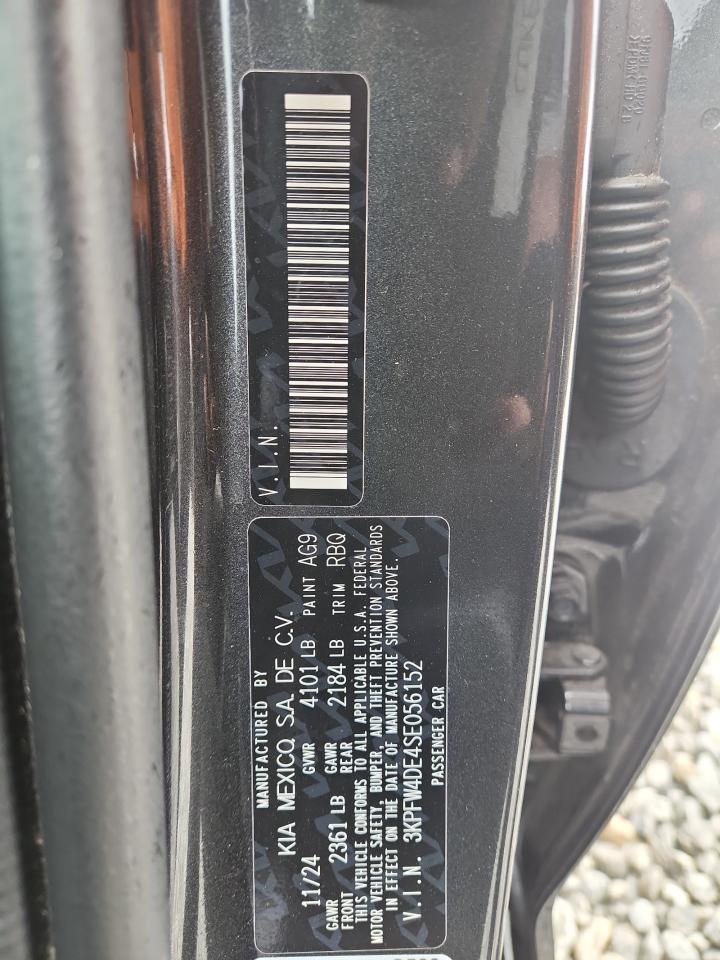 V.I.N.
MANUFACTURED BY
KIA MEXICO, S.A. DE C.V.
11/24 GVWR 4101 LB PAINT AG9
GAWR FRONT 2361 LB GAWR REAR 2184 LB TRIM RBQ
THIS VEHICLE CONFORMS TO ALL APPLICABLE U.S.A. FEDERAL
MOTOR VEHICLE SAFETY, BUMPER, AND THEFT PREVENTION STANDARDS
IN EFFECT ON THE DATE OF MANUFACTURE SHOWN ABOVE.
V.I.N. 3KPFW4DE4SE056152
PASSENGER CAR